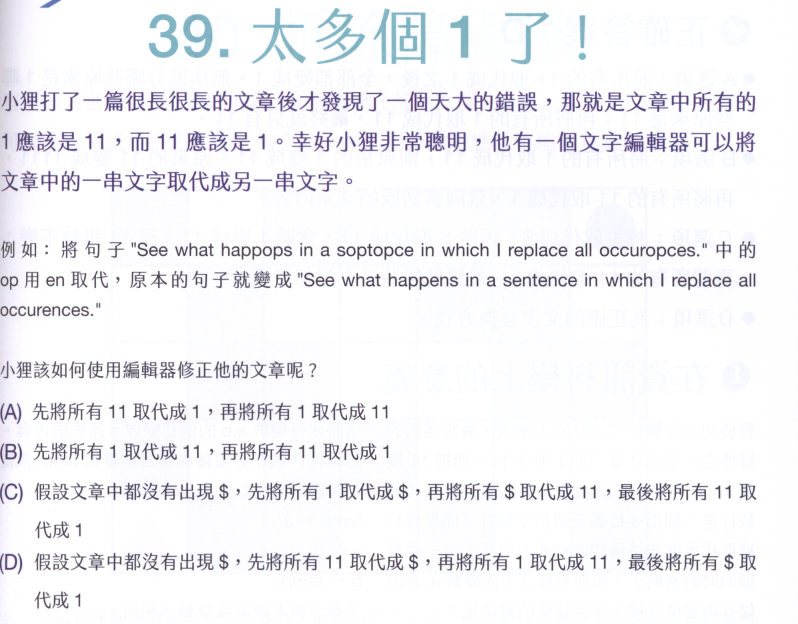 39. 太多個 1 了！
小狸打了一篇很長很長的文章後才發現了一個天大的錯誤，那就是文章中所有的
1 應該是 11，而 11 應該是 1。幸好小狸非常聰明，他有一個文字編輯器可以將
文章中的一串文字取代成另一串文字。
例如：將句子 "See what happops in a soptopce in which I replace all occuropces." 中的
op 用 en 取代，原本的句子就變成 "See what happens in a sentence in which I replace all
occurences."
小狸該如何使用編輯器修正他的文章呢？
(A) 先將所有 11 取代成 1，再將所有 1 取代成 11
(B) 先將所有 1 取代成 11，再將所有 11 取代成 1
(C) 假設文章中都沒有出現 $，先將所有 1 取代成 $，再將所有 $ 取代成 11，最後將所有 11 取
代成 1
(D) 假設文章中都沒有出現 $，先將所有 11 取代成 $，再將所有 1 取代成 11，最後將所有 $ 取
代成 1